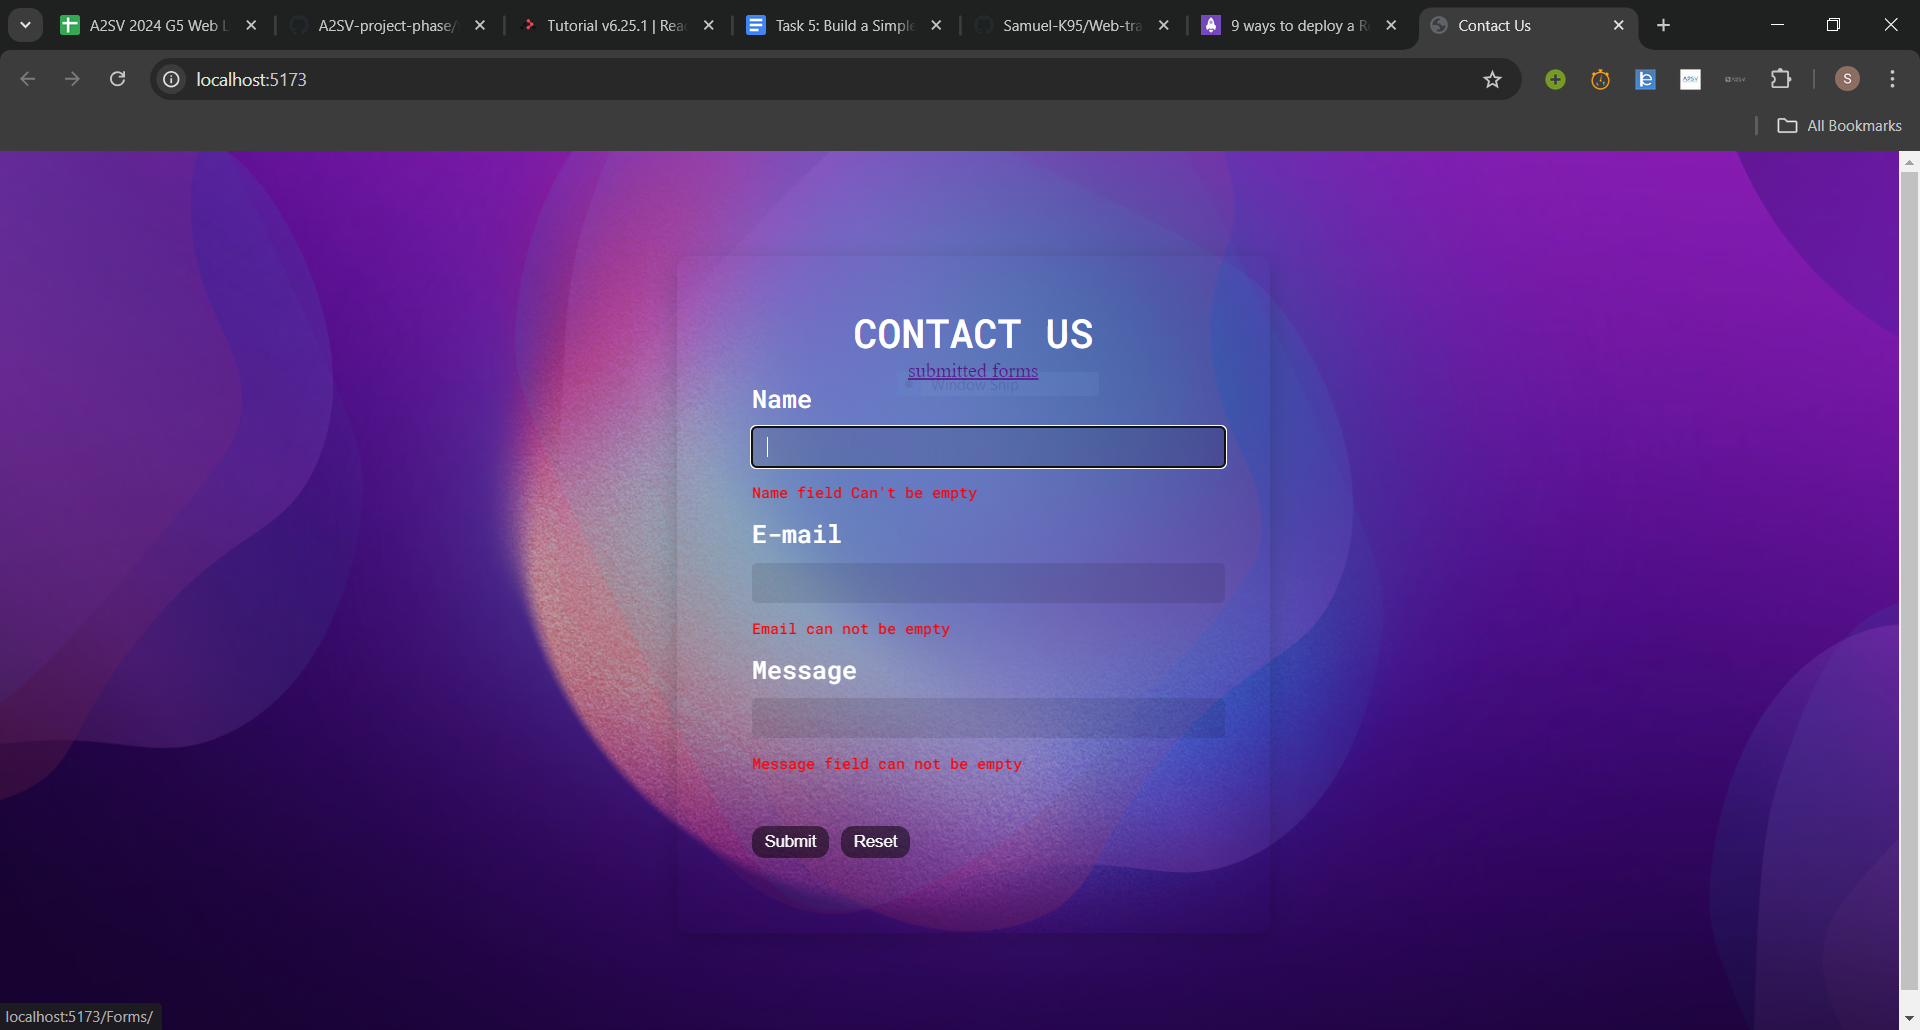 A2SV 2024 G5 Web L
A2SV-project-phase/
Tutorial v6.25.1 | Reac
Task 5: Build a Simple
Samuel-K95/Web-tra
9 ways to deploy a R
Contact Us
localhost:5173
S
All Bookmarks
CONTACT US
submitted forms
Window Snip
Name
Name field Can't be empty
E-mail
Email can not be empty
Message
Message field can not be empty
Submit Reset
localhost:5173/Forms/